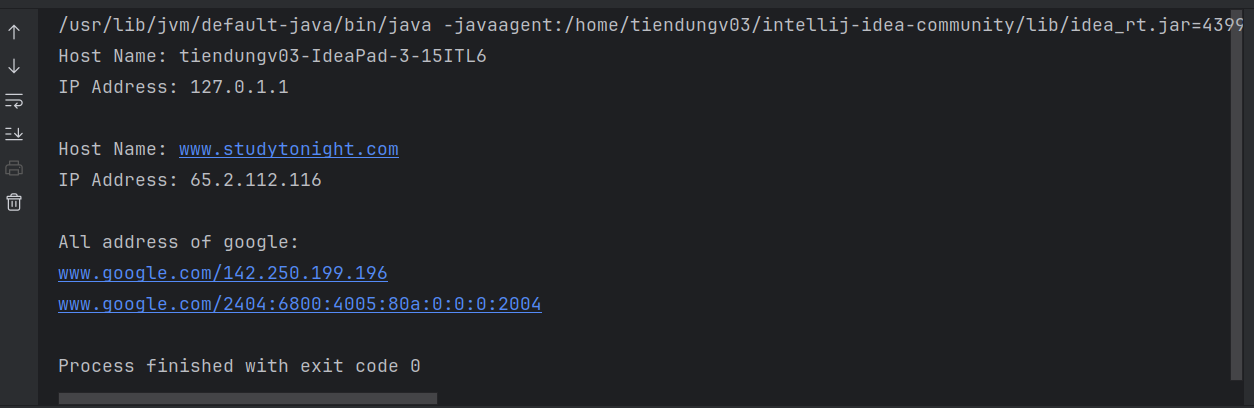 /usr/lib/jvm/default-java/bin/java -javaagent:/home/tiendungv03/intellij-idea-community/lib/idea_rt.jar=4399
Host Name: tiendungv03-IdeaPad-3-15ITL6
IP Address: 127.0.1.1
Host Name: www.studytonight.com
IP Address: 65.2.112.116
All address of google:
www.google.com/142.250.199.196
www.google.com/2404:6800:4005:80a:0:0:0:2004
Process finished with exit code 0